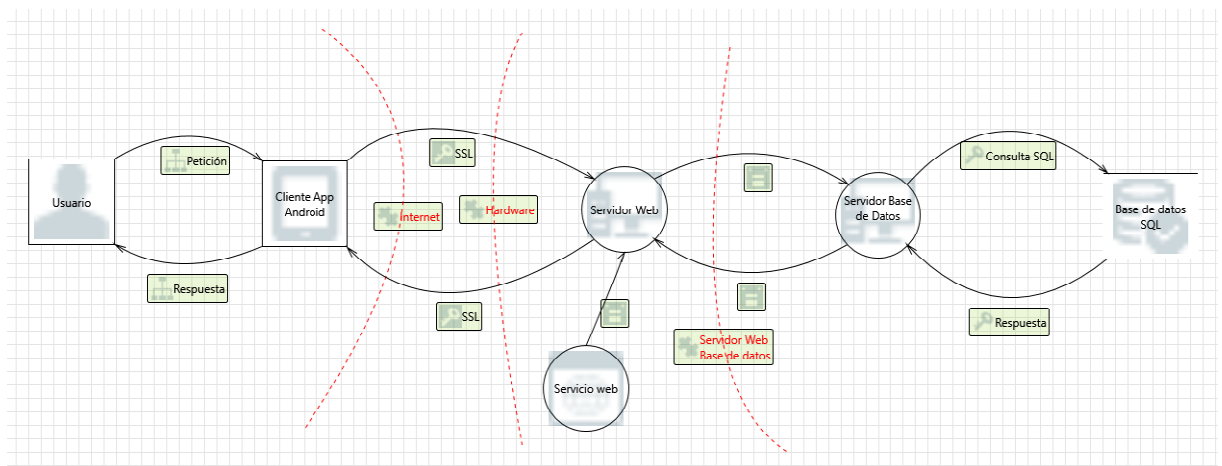 Petición
SSL
Consulta SQL
Usuario
Cliente App
Android
Internet
Hardware
Servidor Web
Servidor Base
de Datos
Base de datos
SQL
Respuesta
SSL
Respuesta
Servidor Web
Base de datos
Servicio web